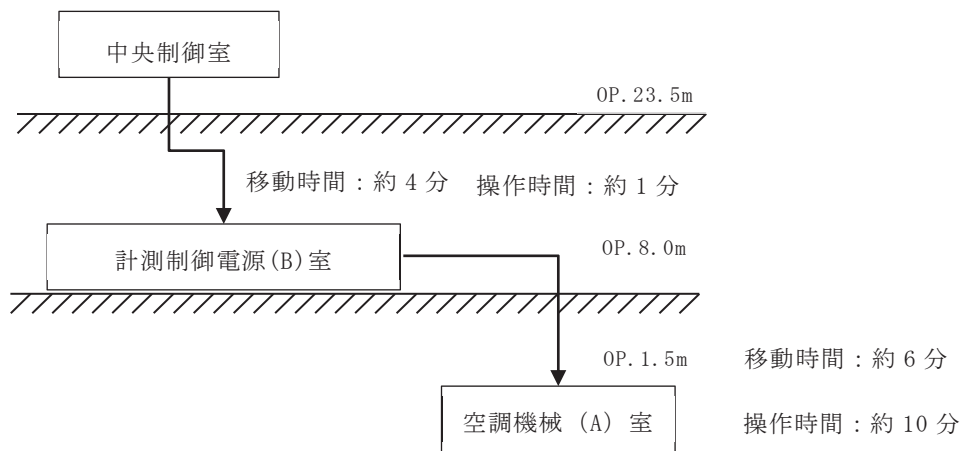 中央制御室
OP.23.5m
移動時間：約4分 操作時間：約1分
計測制御電源(B)室
OP.8.0m
OP.1.5m
移動時間：約6分
空調機械（A）室
操作時間：約10分